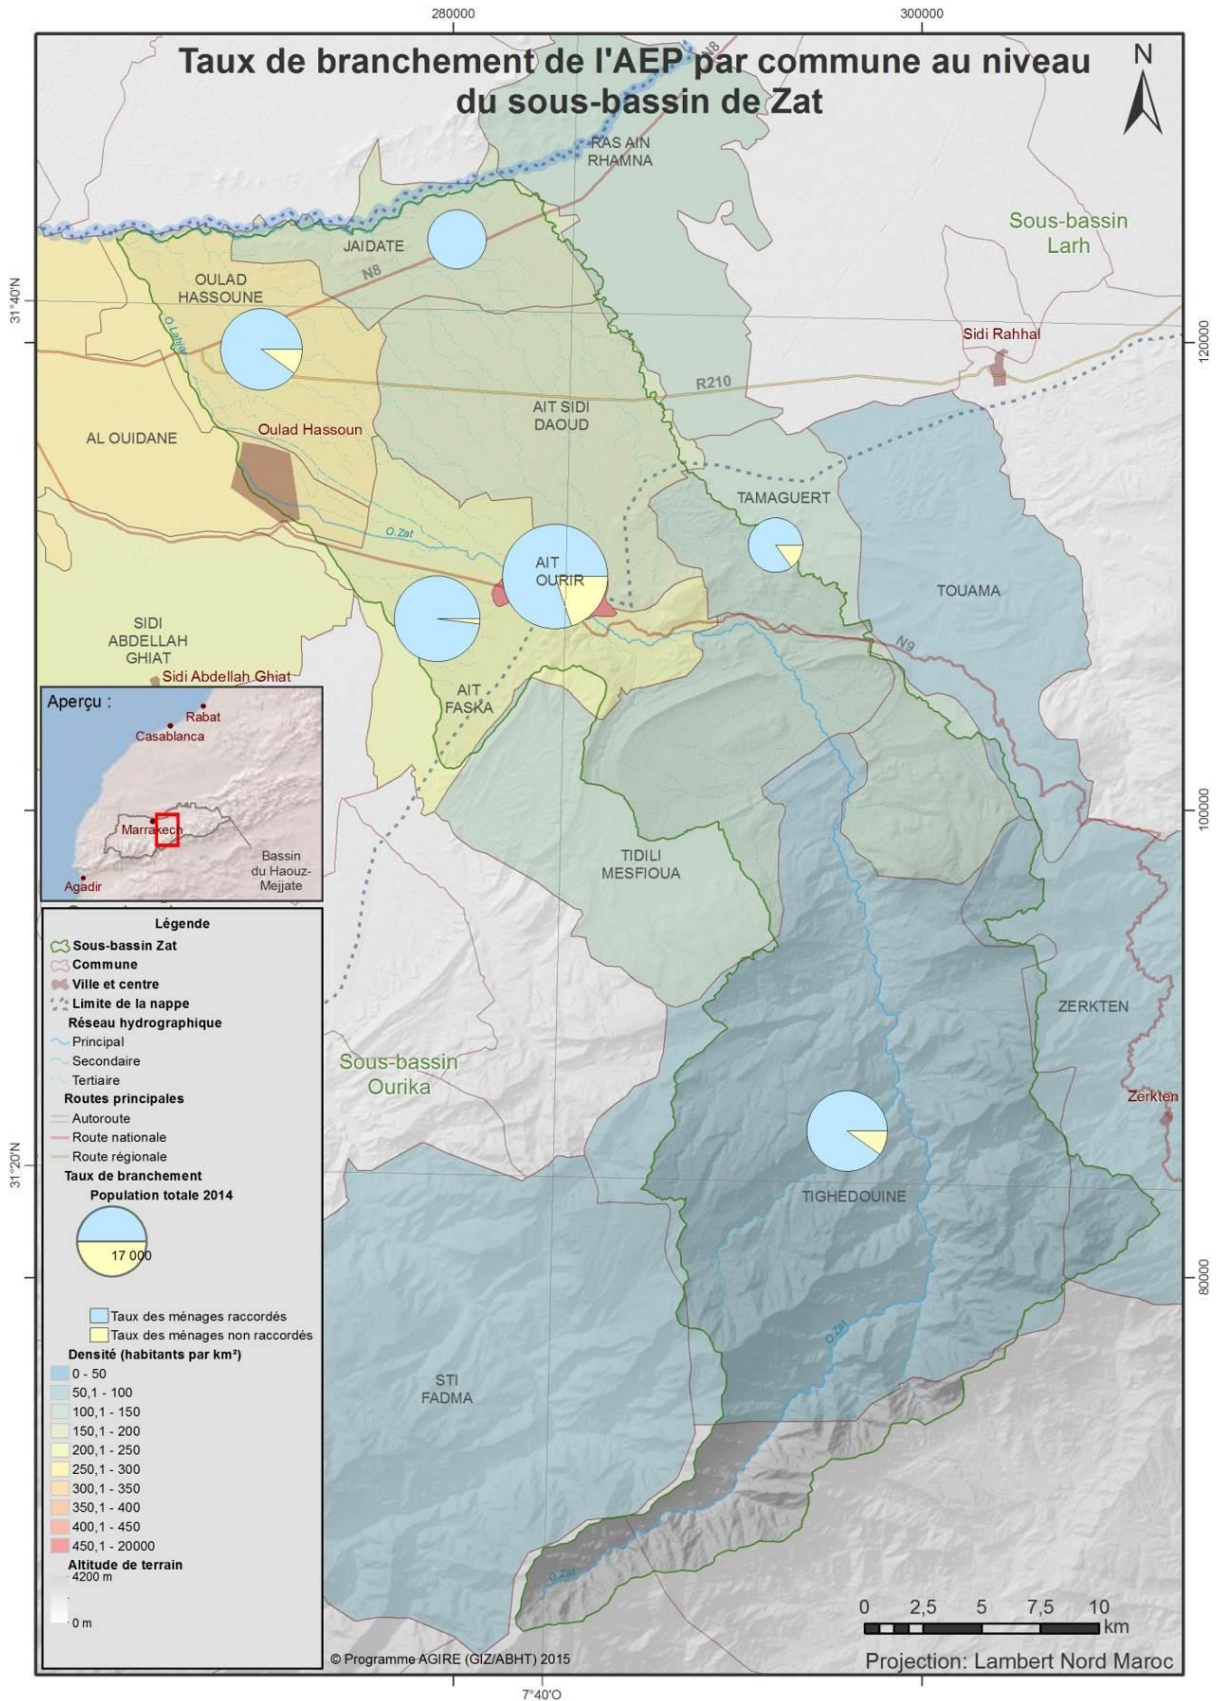 280000
300000
Taux de branchement de l'AEP par commune au niveau
du sous-bassin de Zat
N
N8
RAS AIN
RHAMNA
Sous-bassin
Larh
JAIDATE
N8
OULAD
HASSOUNE
31°40'N
O.Lahjar
120000
Sidi Rahhal
R210
AIT SIDI
DAOUD
Oulad Hassoun
AL OUIDANE
TAMAGUERT
O.Zat
AIT
OURIR
TOUAMA
SIDI
ABDELLAH
GHIAT
N9
Sidi Abdellah Ghiat
AIT
FASKA
Aperçu :
Rabat
Casablanca
Marrakech
Bassin
du Haouz-
Mejjate
Agadir
100000
TIDILI
MESFIOUA
Légende
Sous-bassin Zat
Commune
Ville et centre
Limite de la nappe
Réseau hydrographique
Principal
Secondaire
Tertiaire
Routes principales
Autoroute
Route nationale
Route régionale
Taux de branchement
Population totale 2014
17 000
Taux des ménages raccordés
Taux des ménages non raccordés
Densité (habitants par km²)
0 - 50
50,1 - 100
100,1 - 150
150,1 - 200
200,1 - 250
250,1 - 300
300,1 - 350
350,1 - 400
400,1 - 450
450,1 - 20000
Altitude de terrain
4200 m
0 m
ZERKTEN
Sous-bassin
Ourika
Zerkten
31°20'N
TIGHEDOUINE
80000
O.Zat
STI
FADMA
O.Zat
0 2,5 5 7,5 10
km
© Programme AGIRE (GIZ/ABHT) 2015
Projection: Lambert Nord Maroc
7°40'O